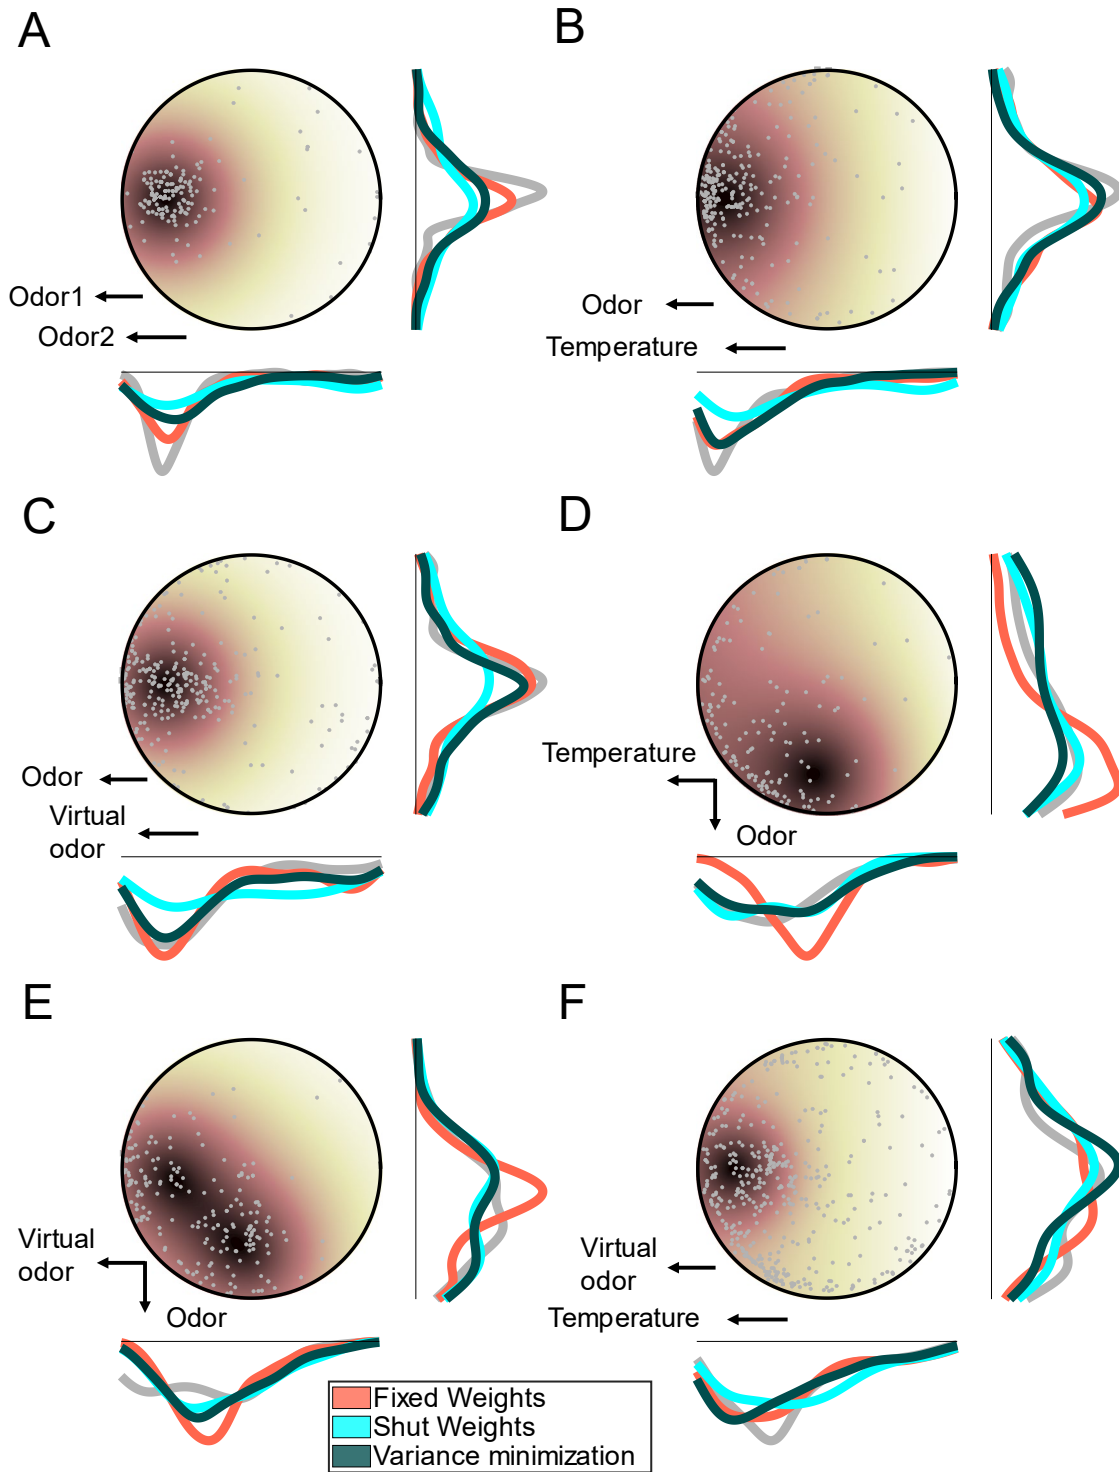 A
B
Odor1
Odor2
Odor
Temperature
C
D
Odor
Virtual
odor
Temperature
Odor
E
F
Virtual
odor
Odor
Virtual
odor
Temperature
Fixed Weights
Shut Weights
Variance minimization